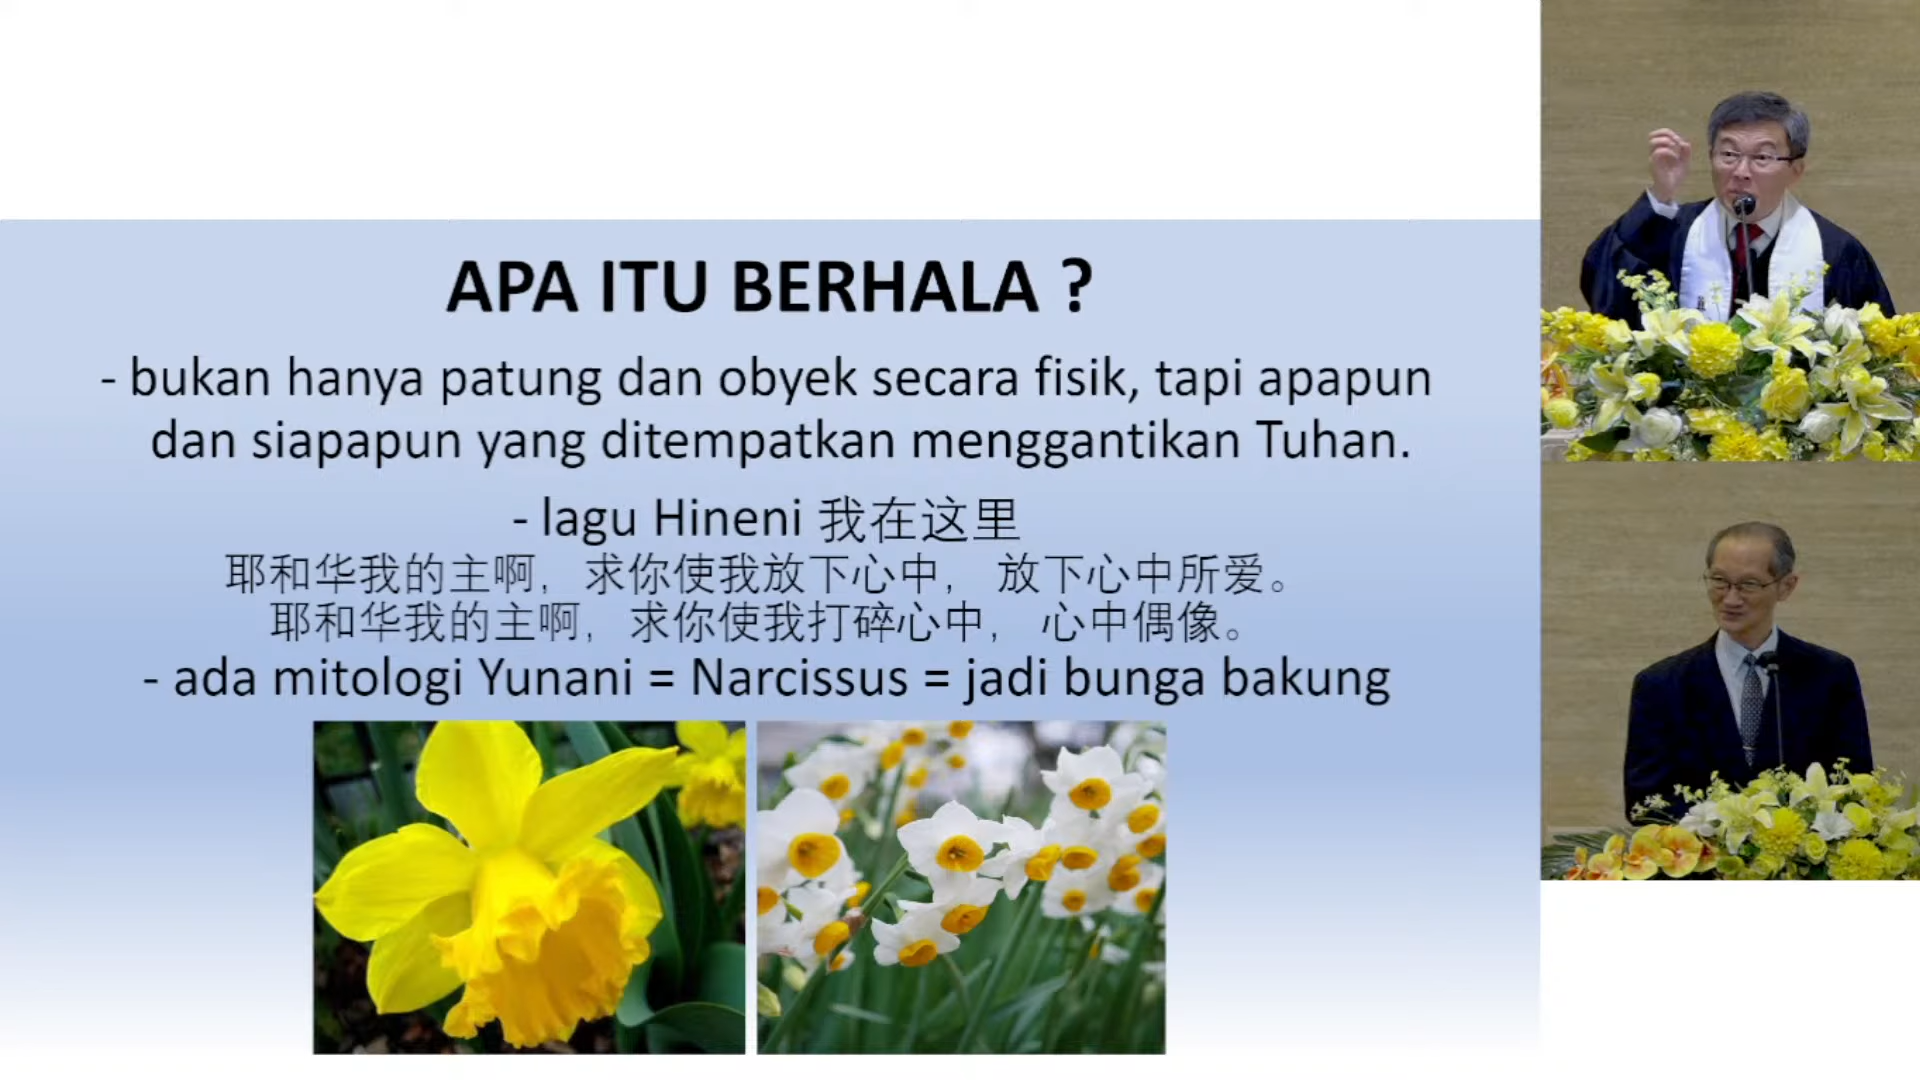 APA ITU BERHALA ?
- bukan hanya patung dan obyek secara fisik, tapi apapun
dan siapapun yang ditempatkan menggantikan Tuhan.
- lagu Hineni 我在这里
耶和华我的主啊，求你使我放下心中，放下心中所爱。
耶和华我的主啊，求你使我打碎心中，心中偶像。
- ada mitologi Yunani = Narcissus = jadi bunga bakung